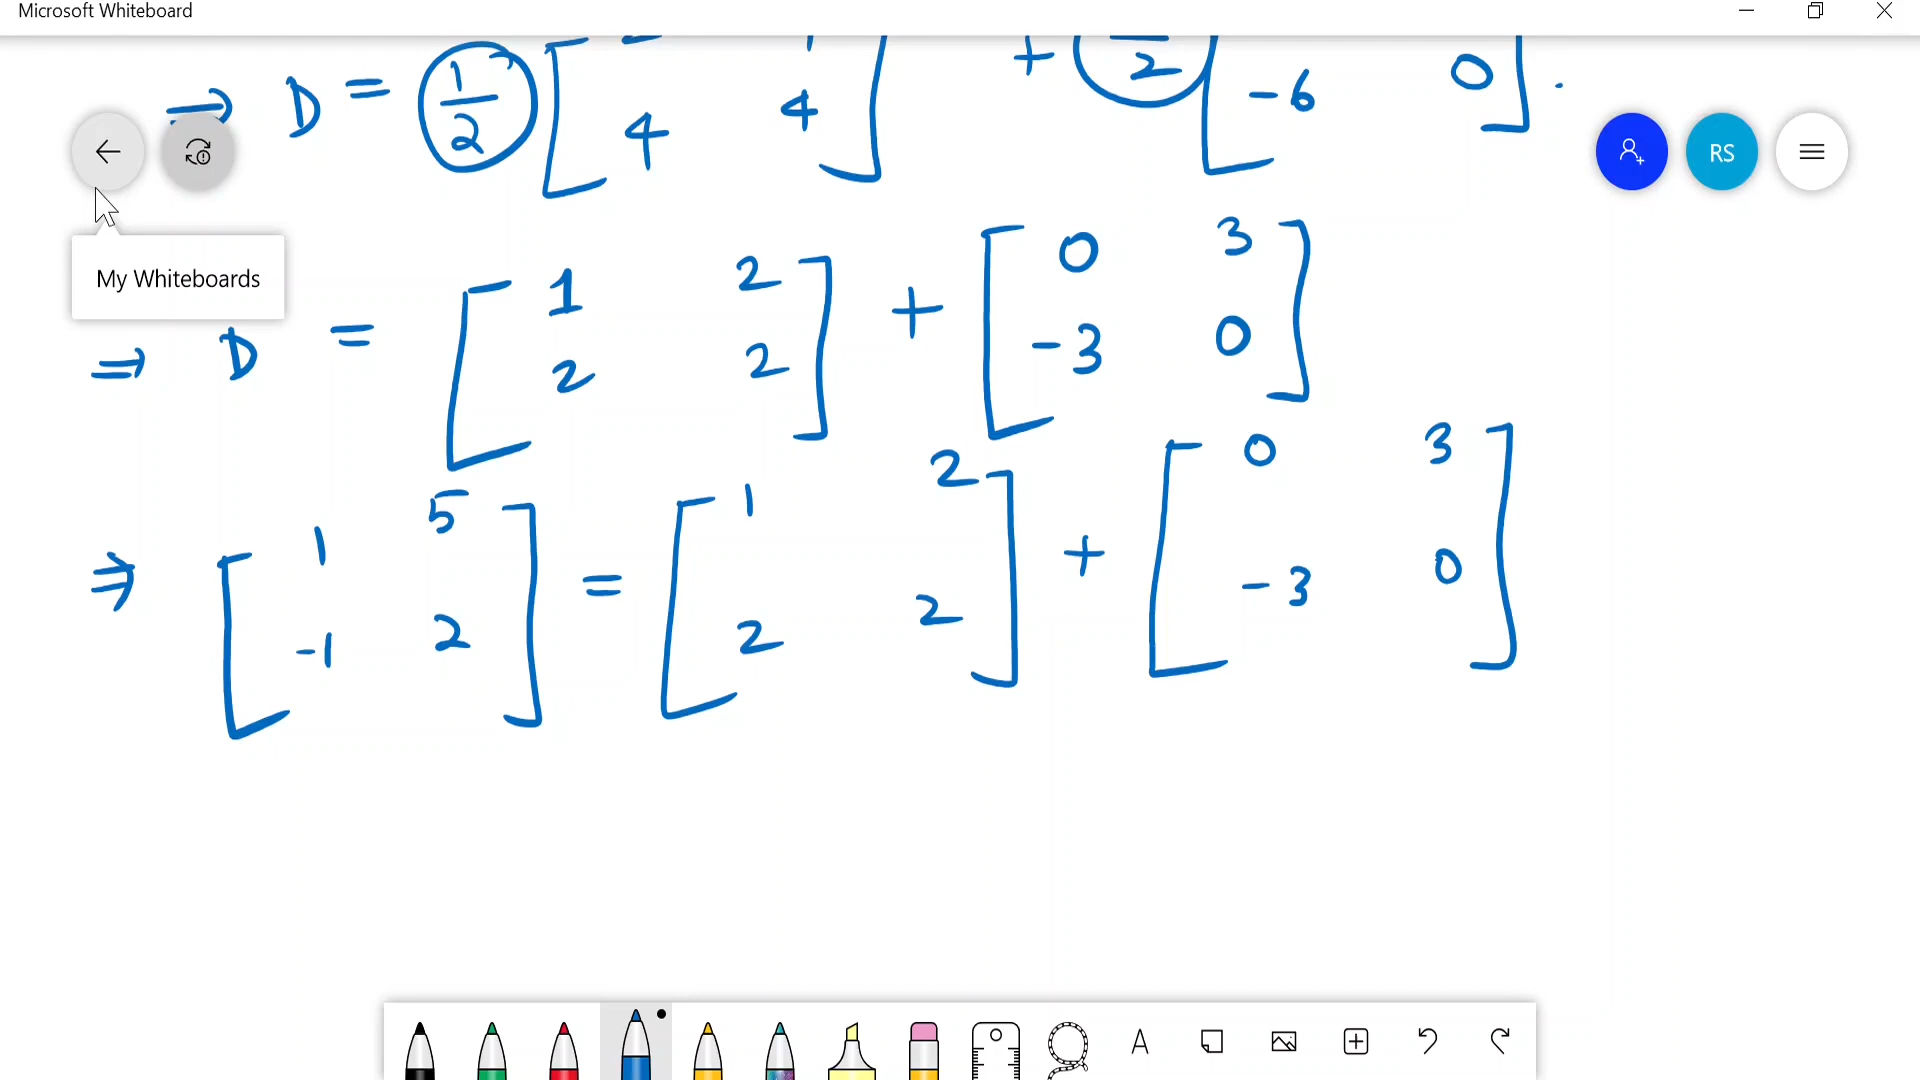 Microsoft Whiteboard
⇒ D = 1/2 [ 4 4 ] + 2 [ -6 0 ] .
RS
My Whiteboards
⇒ D = [ 1 2
2 2 ] + [ 0 3
-3 0 ]
⇒ [ 1 5
-1 2 ] = [ 1 2
2 2 ] + [ 0 3
-3 0 ]
A